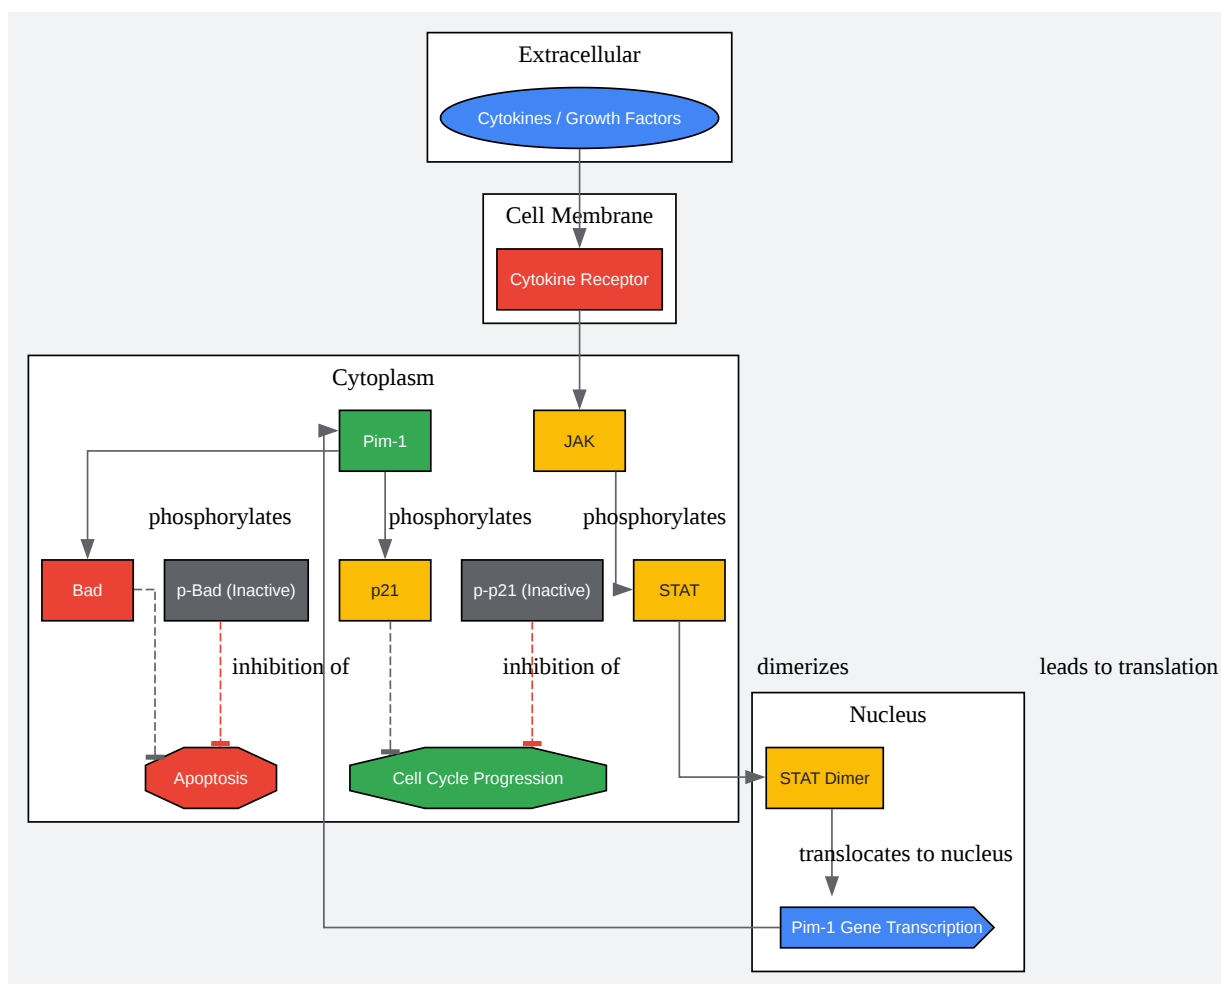 Extracellular
Cytokines / Growth Factors
Cell Membrane
Cytokine Receptor
Cytoplasm
Pim-1
JAK
phosphorylates
phosphorylates
phosphorylates
Bad
p-Bad (Inactive)
p21
p-p21 (Inactive)
STAT
inhibition of
inhibition of
dimerizes
leads to translation
Nucleus
Apoptosis
Cell Cycle Progression
STAT Dimer
translocates to nucleus
Pim-1 Gene Transcription